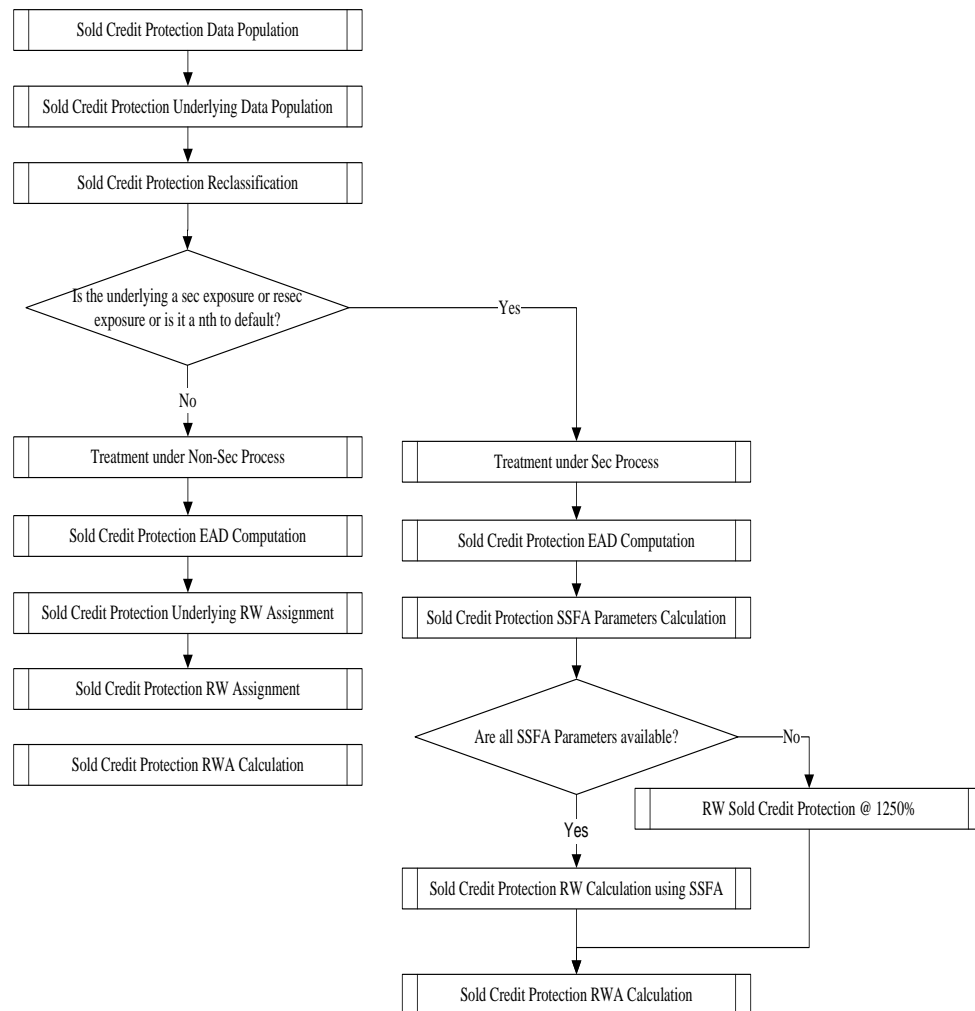 Sold Credit Protection Data Population
Sold Credit Protection Underlying Data Population
Sold Credit Protection Reclassification
Is the underlying a sec exposure or resec
exposure or is it a nth to default?
Yes
No
Treatment under Non-Sec Process
Sold Credit Protection EAD Computation
Sold Credit Protection Underlying RW Assignment
Sold Credit Protection RW Assignment
Sold Credit Protection RWA Calculation
Treatment under Sec Process
Sold Credit Protection EAD Computation
Sold Credit Protection SSFA Parameters Calculation
Are all SSFA Parameters available?
No
RW Sold Credit Protection @ 1250%
Yes
Sold Credit Protection RW Calculation using SSFA
Sold Credit Protection RWA Calculation